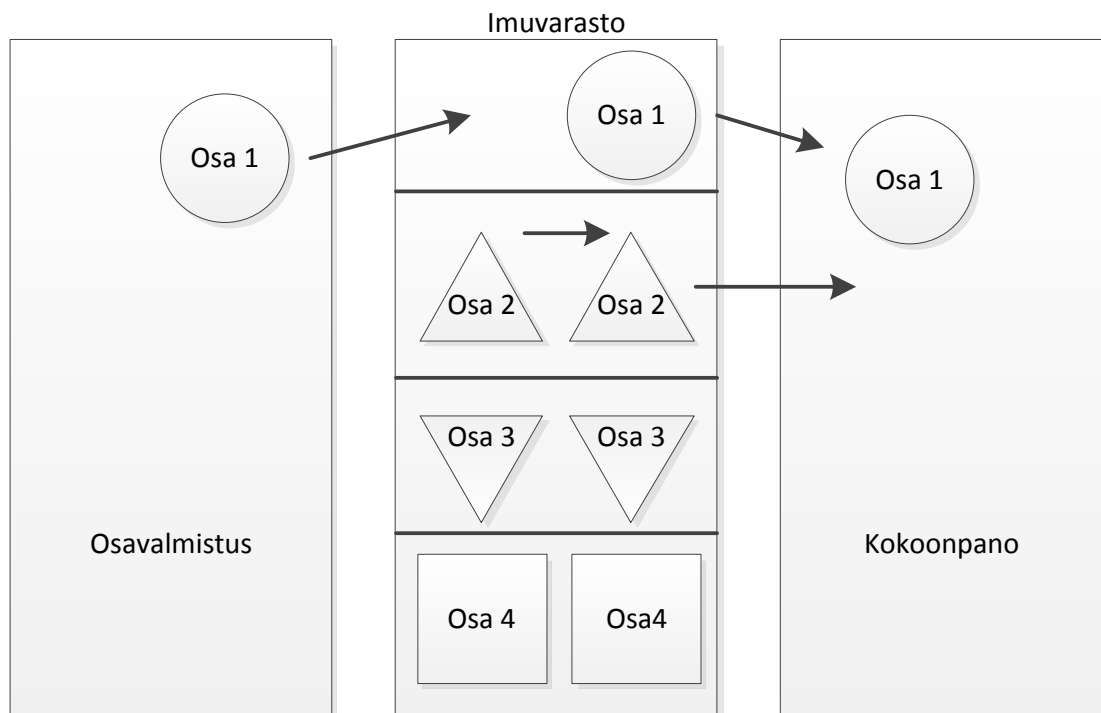 Imuvarasto
Osa 1
Osa 1
Osa 1
Osa 2
Osa 2
Osa 3
Osa 3
Osavalmistus
Kokoonpano
Osa 4
Osa4